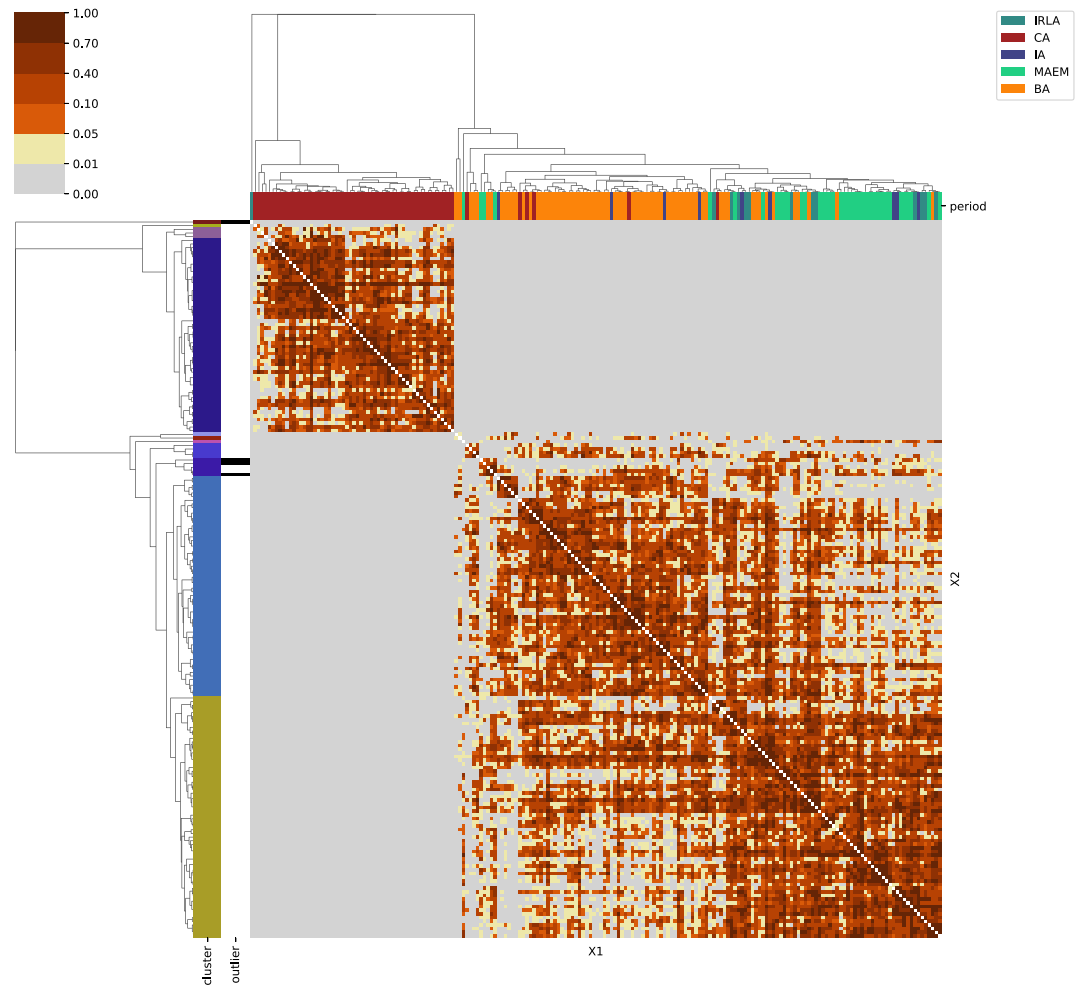 1.00
0.70
0.40
0.10
0.05
0.01
0.00
IRLA
CA
IA
MAEM
BA
period
X2
X1
cluster
outlier